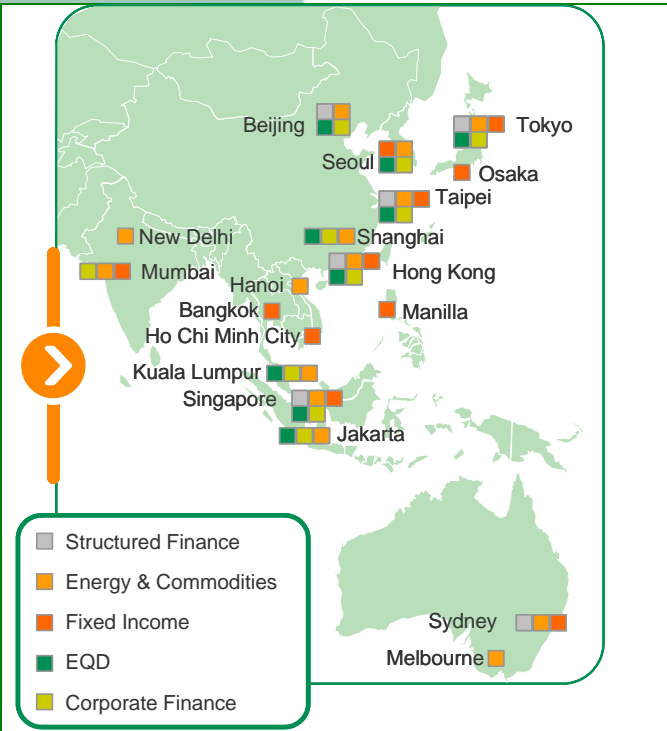 Beijing
Tokyo
Seoul
Osaka
Taipei
New Delhi
Shanghai
Mumbai
Hong Kong
Hanoi
Bangkok
Manilla
Ho Chi Minh City
Kuala Lumpur
Singapore
Jakarta
Structured Finance
Energy & Commodities
Fixed Income
Sydney
EQD
Melbourne
Corporate Finance